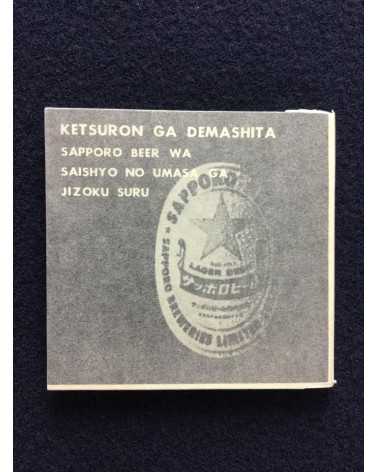 KETSURON GA DEMASHITA
SAPPORO BEER WA
SAISHYO NO UMASA GA
JIZOKU SURU
SAPPORO
LAGER BEER
サッポロビール
SAPPORO BREWERIES LIMITED